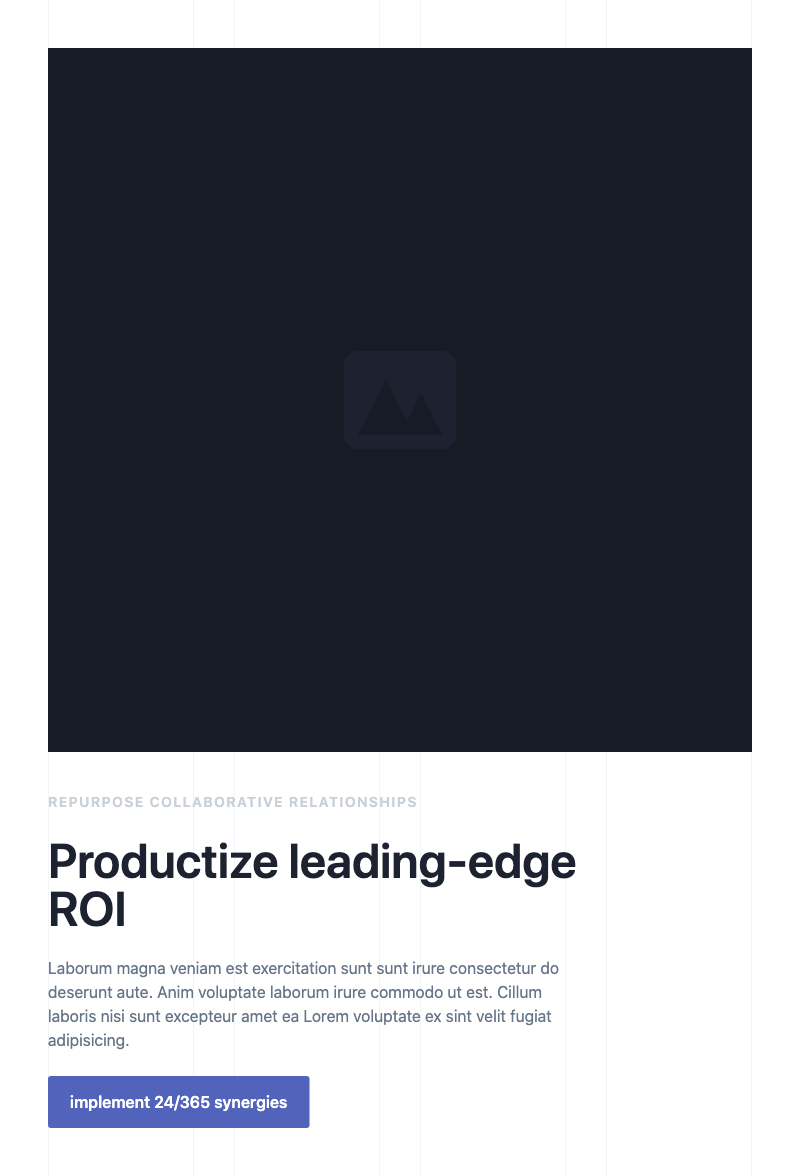 REPURPOSE COLLABORATIVE RELATIONSHIPS
Productize leading-edge
ROI
Laborum magna veniam est exercitation sunt sunt irure consectetur do
deserunt aute. Anim voluptate laborum irure commodo ut est. Cillum
laboris nisi sunt excepteur amet ea Lorem voluptate ex sint velit fugiat
adipisicing.
implement 24/365 synergies